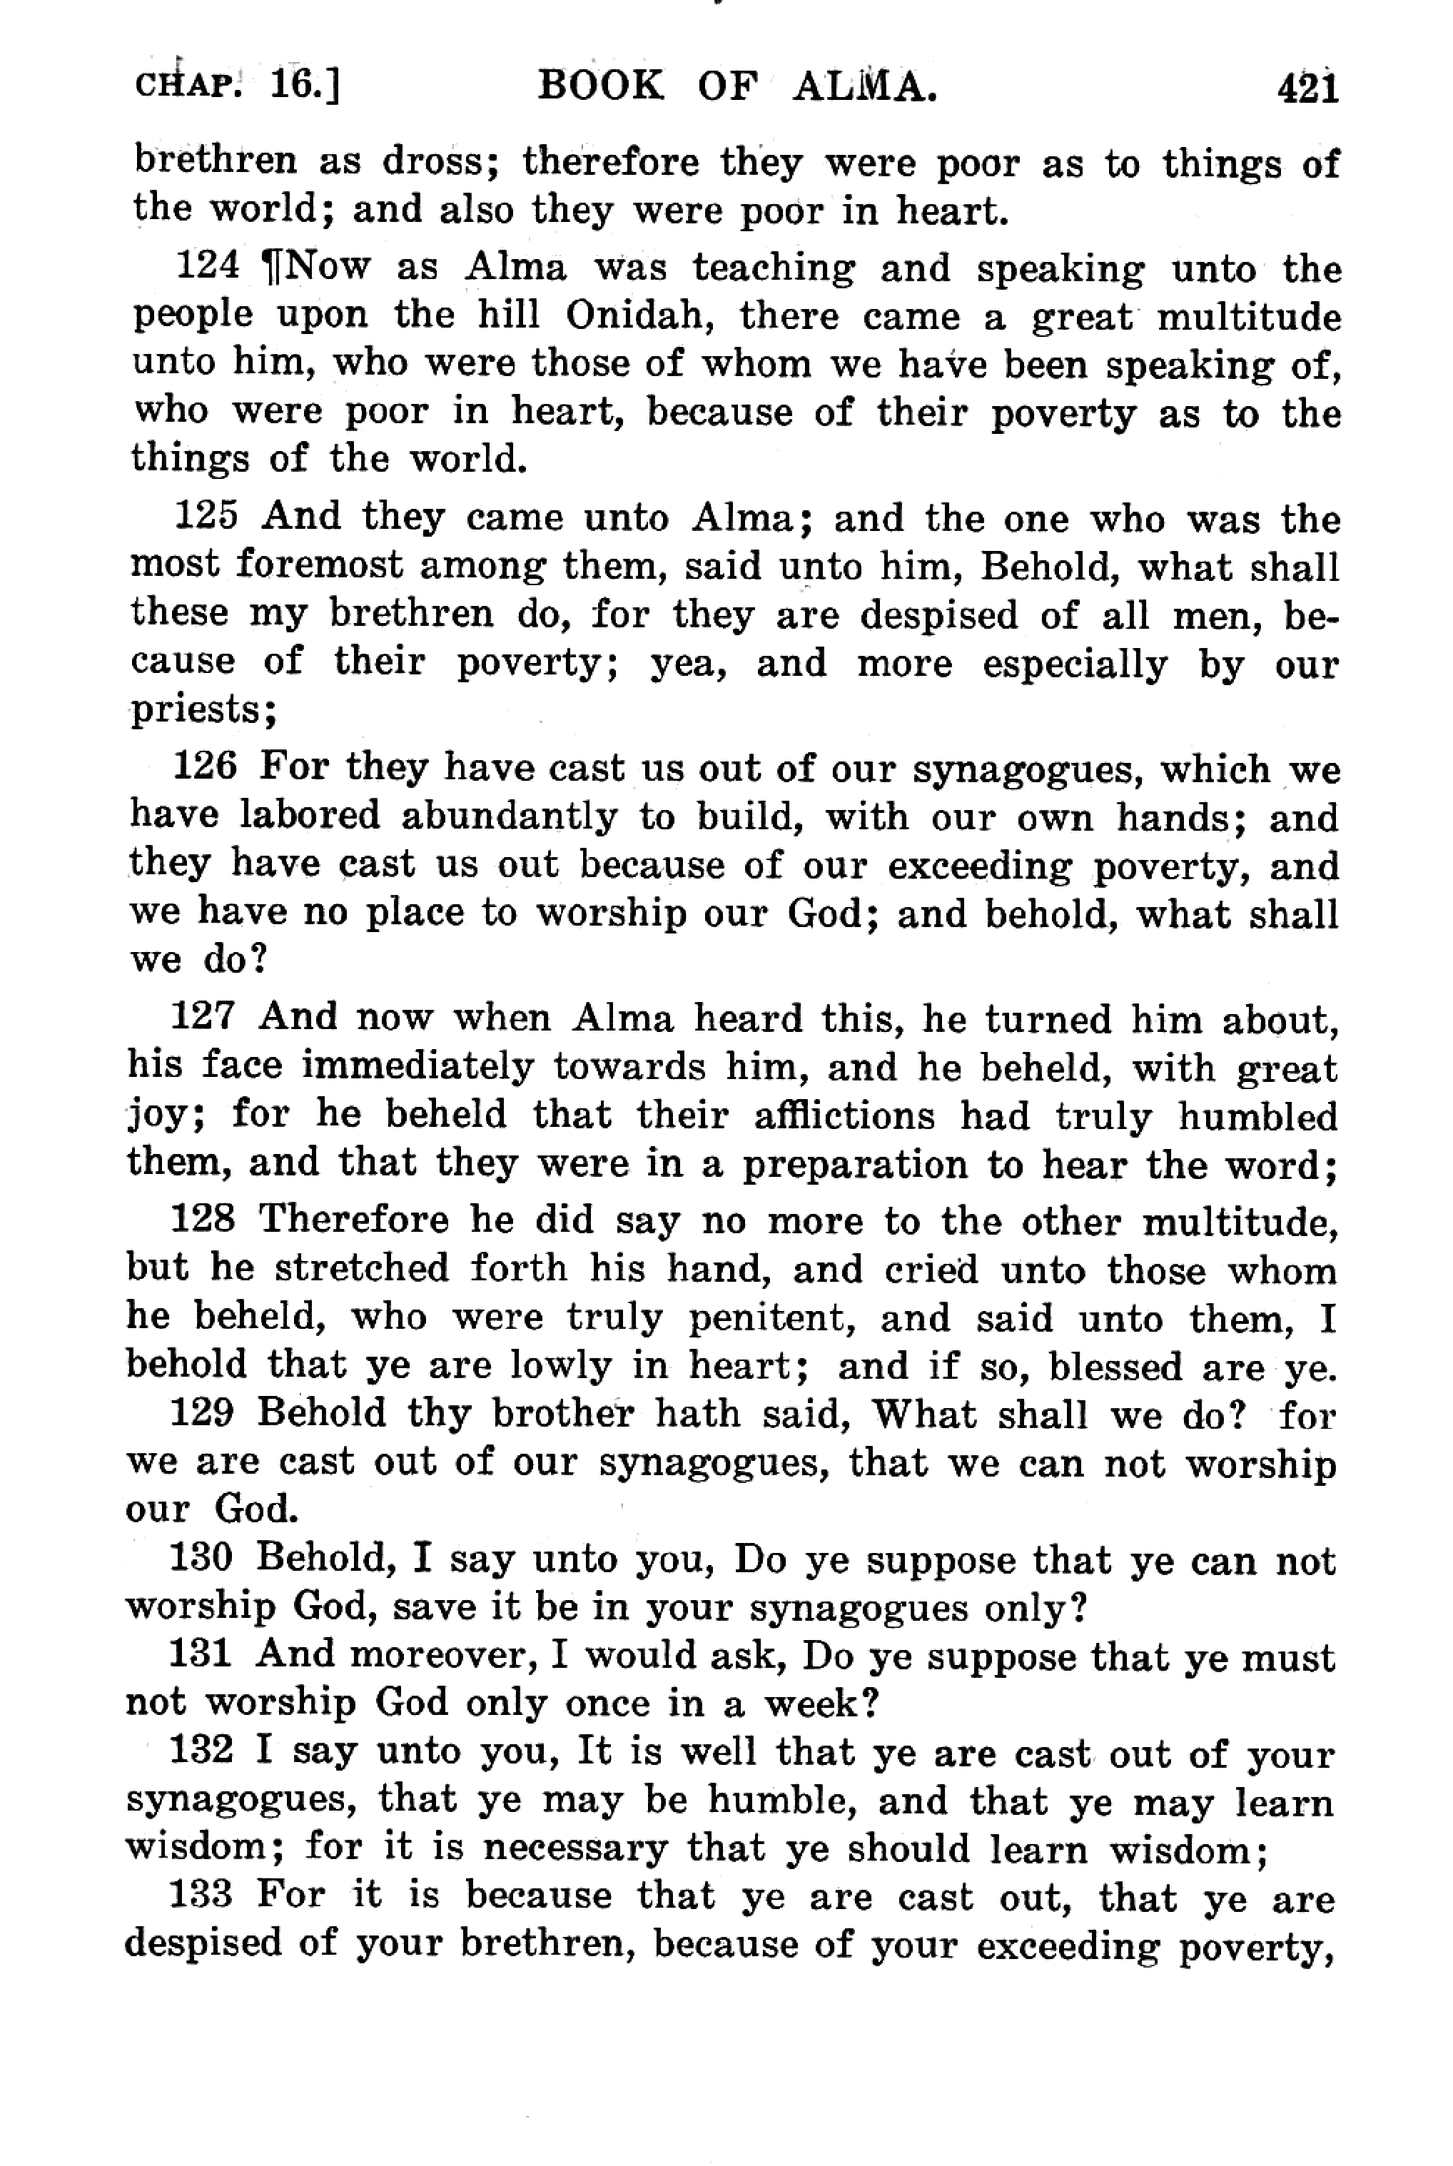 CHAP. 16.] BOOK OF ALMA. 421
brethren as dross; therefore they were poor as to things of
the world; and also they were poor in heart.
124 ¶Now as Alma was teaching and speaking unto the
people upon the hill Onidah, there came a great multitude
unto him, who were those of whom we have been speaking of,
who were poor in heart, because of their poverty as to the
things of the world.
125 And they came unto Alma; and the one who was the
most foremost among them, said unto him, Behold, what shall
these my brethren do, for they are despised of all men, be-
cause of their poverty; yea, and more especially by our
priests;
126 For they have cast us out of our synagogues, which we
have labored abundantly to build, with our own hands; and
they have cast us out because of our exceeding poverty, and
we have no place to worship our God; and behold, what shall
we do?
127 And now when Alma heard this, he turned him about,
his face immediately towards him, and he beheld, with great
joy; for he beheld that their afflictions had truly humbled
them, and that they were in a preparation to hear the word;
128 Therefore he did say no more to the other multitude,
but he stretched forth his hand, and cried unto those whom
he beheld, who were truly penitent, and said unto them, I
behold that ye are lowly in heart; and if so, blessed are ye.
129 Behold thy brother hath said, What shall we do? for
we are cast out of our synagogues, that we can not worship
our God.
130 Behold, I say unto you, Do ye suppose that ye can not
worship God, save it be in your synagogues only?
131 And moreover, I would ask, Do ye suppose that ye must
not worship God only once in a week?
132 I say unto you, It is well that ye are cast out of your
synagogues, that ye may be humble, and that ye may learn
wisdom; for it is necessary that ye should learn wisdom;
133 For it is because that ye are cast out, that ye are
despised of your brethren, because of your exceeding poverty,